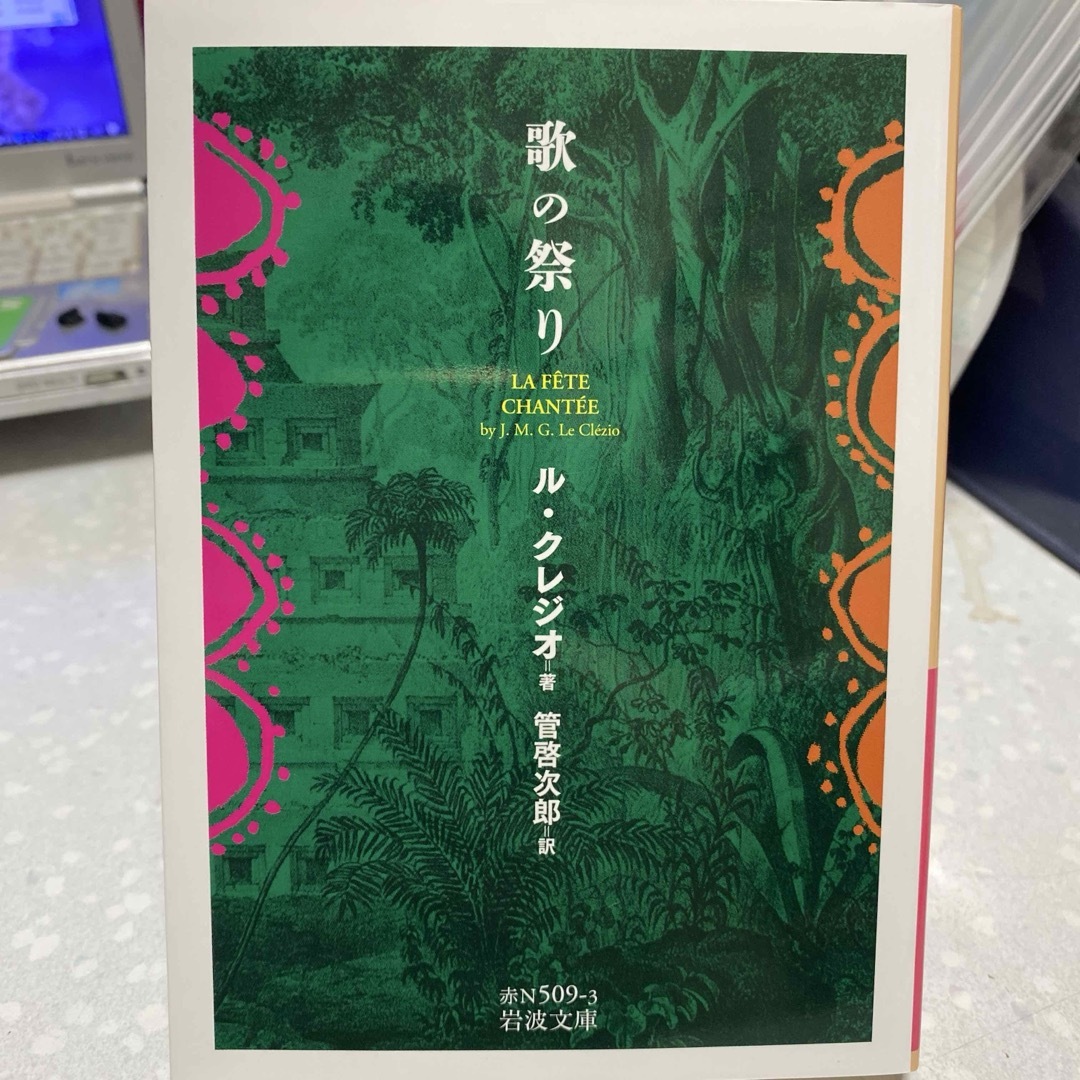 歌の祭り
LA FÊTE
CHANTÉE
by J. M. G. Le Clézio
ル・クレジオ=著
管啓次郎=訳
赤N509-3
岩波文庫